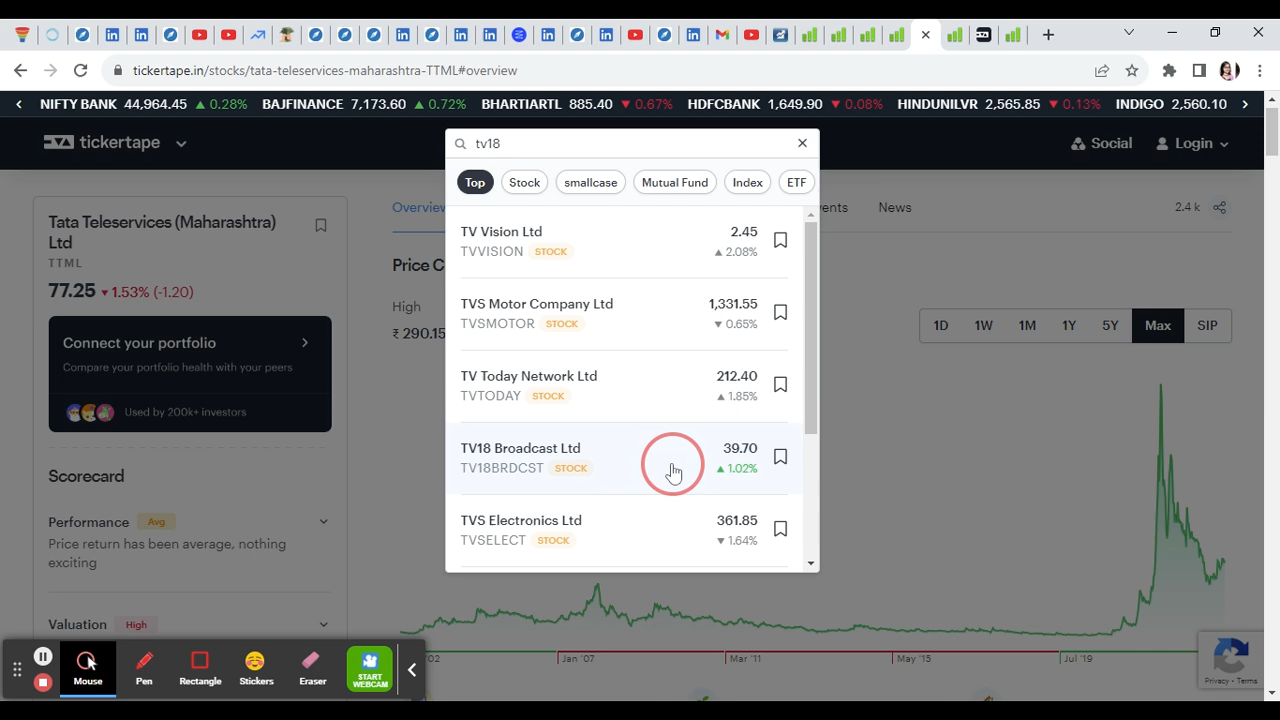 tickertape.in/stocks/tata-teleservices-maharashtra-TTML#overview
NIFTY BANK 44,964.45 ▲ 0.28% BAJFINANCE 7,173.60 ▲ 0.72% BHARTIARTL 885.40 ▼ 0.67% HDFCBANK 1,649.90 ▼ 0.08% HINDUNILVR 2,565.85 ▼ 0.13% INDIGO 2,560.10
tickertape
Social
Login
tv18
Top
Stock
smallcase
Mutual Fund
Index
ETF
TV Vision Ltd 2.45
TVVISION STOCK ▲ 2.08%
TVS Motor Company Ltd 1,331.55
TVSMOTOR STOCK ▼ 0.65%
TV Today Network Ltd 212.40
TVTODAY STOCK ▲ 1.85%
TV18 Broadcast Ltd 39.70
TV18BRDCST STOCK ▲ 1.02%
TVS Electronics Ltd 361.85
TVSELECT STOCK ▼ 1.64%
Tata Teleservices (Maharashtra)
Ltd
TTML
77.25 ▼ 1.53% (-1.20)
Connect your portfolio
Compare your portfolio health with your peers
Used by 200k+ investors
Scorecard
Performance Avg
Price return has been average, nothing
exciting
Valuation High
Overview
News
2.4 k
Price C
High
₹ 290.15
1D 1W 1M 1Y 5Y Max SIP
'02 Jan '07 Mar '11 May '15 Jul '19
Privacy - Terms
Mouse
Pen
Rectangle
Stickers
Eraser
START
WEBCAM